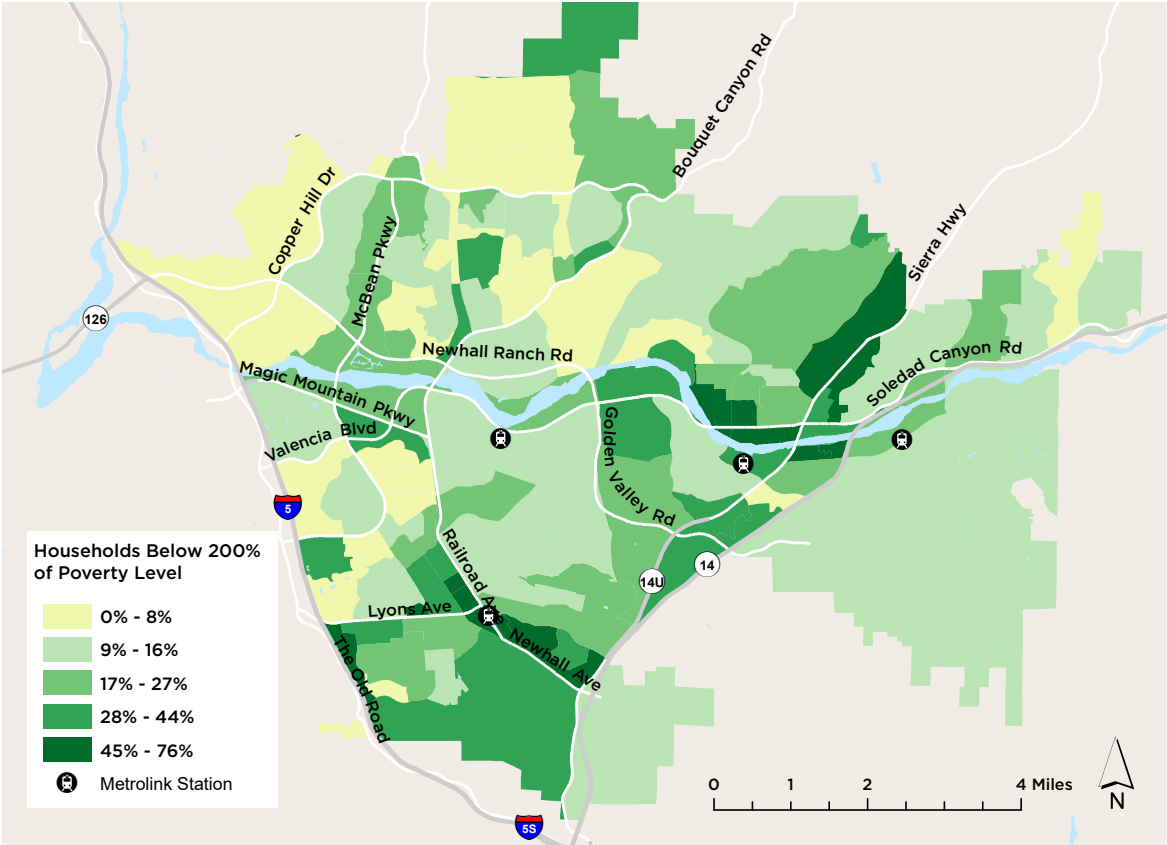 Bouquet Canyon Rd
Copper Hill Dr
McBean Pkwy
Sierra Hwy
126
Newhall Ranch Rd
Soledad Canyon Rd
Magic Mountain Pkwy
Valencia Blvd
Golden Valley Rd
5
Railroad Ave
14U
14
Lyons Ave
Newhall Ave
The Old Road
Households Below 200%
of Poverty Level
0% - 8%
9% - 16%
17% - 27%
28% - 44%
45% - 76%
Metrolink Station
0 1 2 4 Miles
N
5S